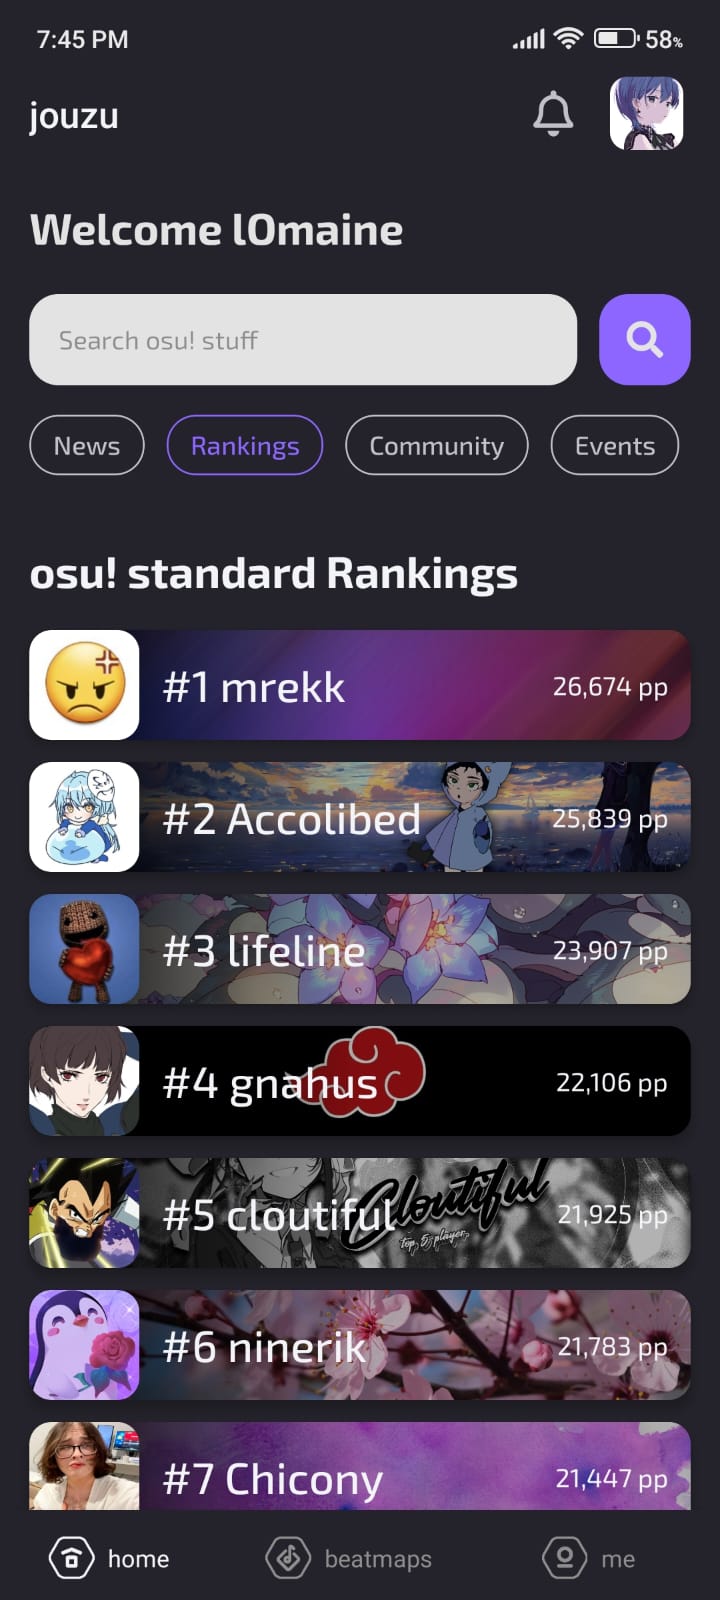 7:45 PM 58%
jouzu
Welcome lOmaine
Search osu! stuff
News Rankings Community Events
osu! standard Rankings
#1 mrekk 26,674 pp
#2 Accolibed 25,839 pp
#3 lifeline 23,907 pp
#4 gnahus 22,106 pp
#5 cloutiful 21,925 pp
Cloutiful
top 5 player
#6 ninerik 21,783 pp
#7 Chicony 21,447 pp
home beatmaps me